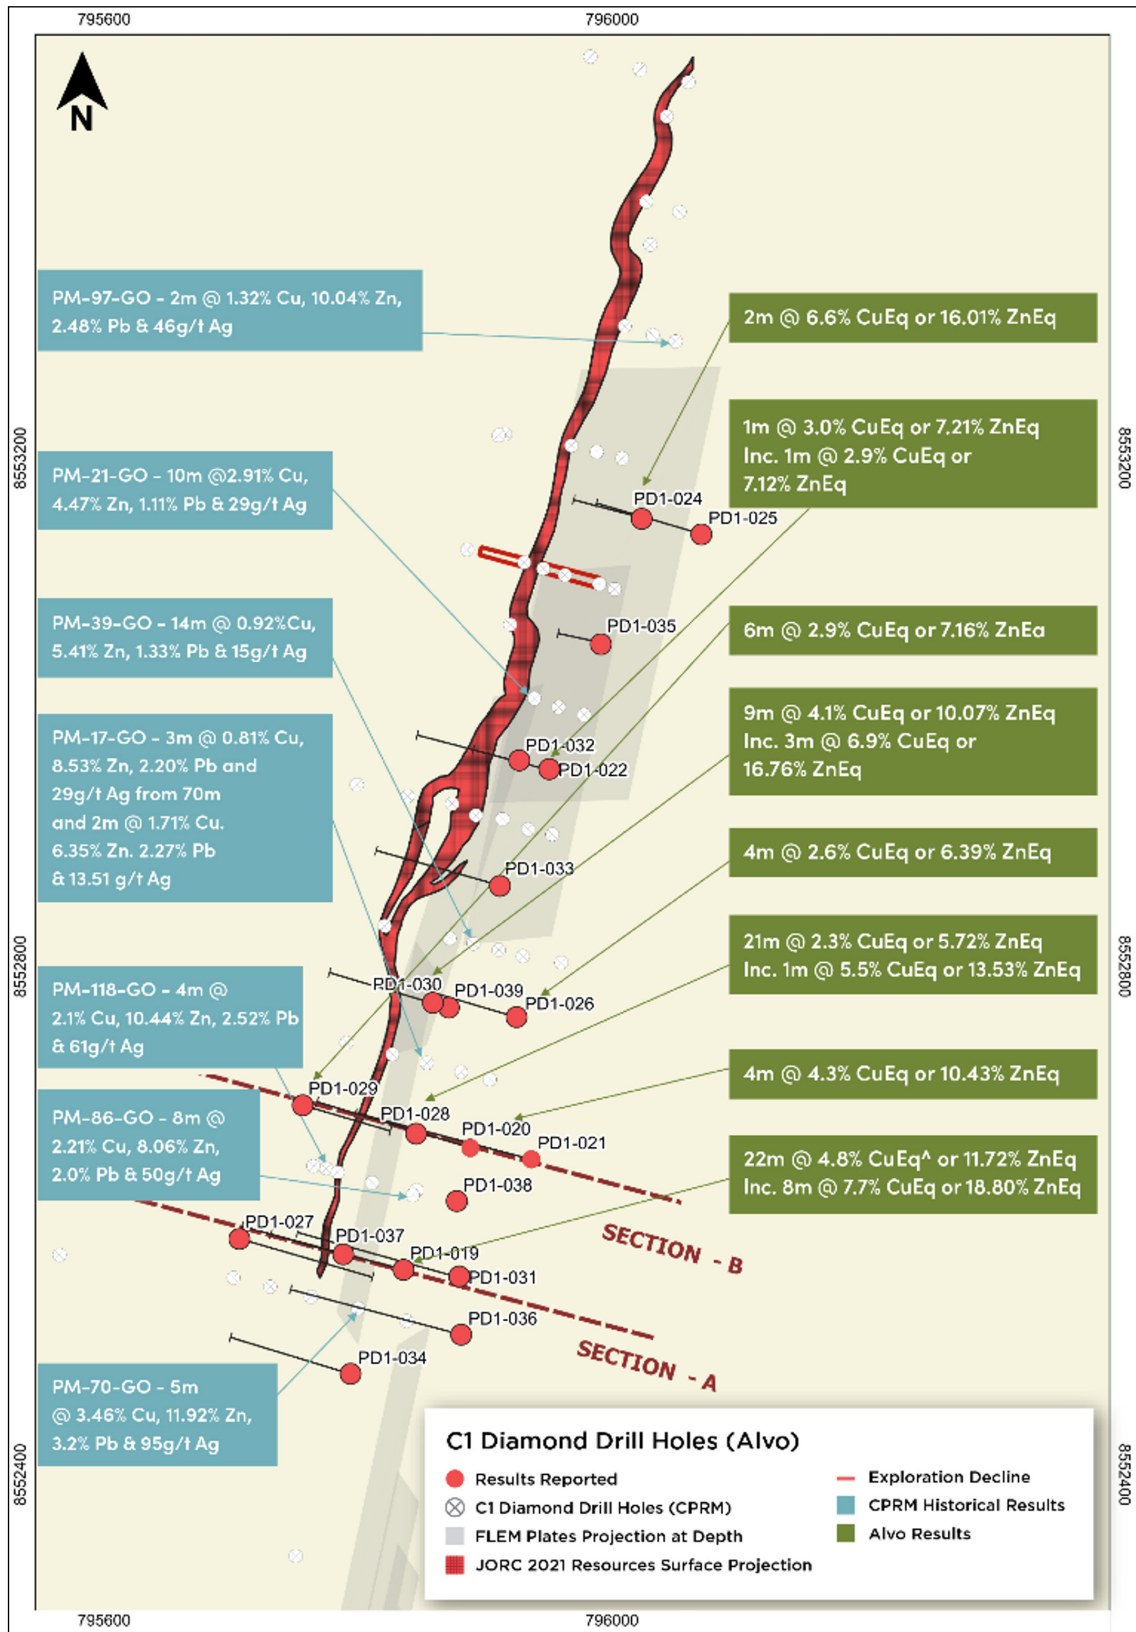 795600
796000
N
PM-97-GO - 2m @ 1.32% Cu, 10.04% Zn,
2.48% Pb & 46g/t Ag
2m @ 6.6% CuEq or 16.01% ZnEq
8553200
8553200
1m @ 3.0% CuEq or 7.21% ZnEq
Inc. 1m @ 2.9% CuEq or
7.12% ZnEq
PM-21-GO - 10m @2.91% Cu,
4.47% Zn, 1.11% Pb & 29g/t Ag
PD1-024
PD1-025
PM-39-GO - 14m @ 0.92%Cu,
5.41% Zn, 1.33% Pb & 15g/t Ag
PD1-035
6m @ 2.9% CuEq or 7.16% ZnEa
PM-17-GO - 3m @ 0.81% Cu,
8.53% Zn, 2.20% Pb and
29g/t Ag from 70m
and 2m @ 1.71% Cu.
6.35% Zn. 2.27% Pb
& 13.51 g/t Ag
9m @ 4.1% CuEq or 10.07% ZnEq
Inc. 3m @ 6.9% CuEq or
16.76% ZnEq
PD1-032
PD1-022
4m @ 2.6% CuEq or 6.39% ZnEq
PD1-033
21m @ 2.3% CuEq or 5.72% ZnEq
Inc. 1m @ 5.5% CuEq or 13.53% ZnEq
8552800
8552800
PD1-030
PD1-039
PD1-026
PM-118-GO - 4m @
2.1% Cu, 10.44% Zn, 2.52% Pb
& 61g/t Ag
4m @ 4.3% CuEq or 10.43% ZnEq
PD1-029
PD1-028
PD1-020
PD1-021
PM-86-GO - 8m @
2.21% Cu, 8.06% Zn,
2.0% Pb & 50g/t Ag
22m @ 4.8% CuEq^ or 11.72% ZnEq
Inc. 8m @ 7.7% CuEq or 18.80% ZnEq
PD1-038
PD1-027
PD1-037
PD1-019
PD1-031
SECTION - B
PD1-036
PD1-034
SECTION - A
PM-70-GO - 5m
@ 3.46% Cu, 11.92% Zn,
3.2% Pb & 95g/t Ag
8552400
8552400
C1 Diamond Drill Holes (Alvo)
Results Reported
C1 Diamond Drill Holes (CPRM)
FLEM Plates Projection at Depth
JORC 2021 Resources Surface Projection
Exploration Decline
CPRM Historical Results
Alvo Results
795600
796000